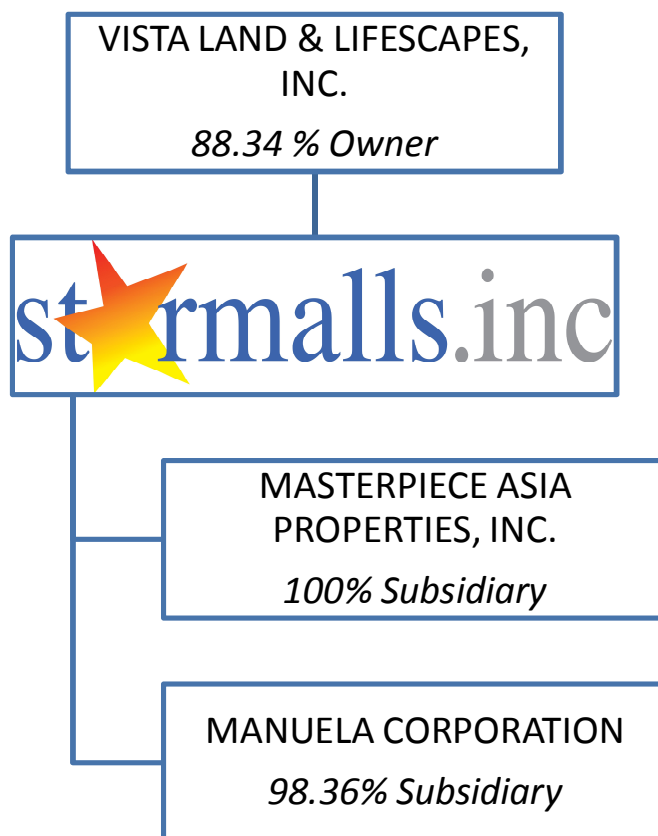 VISTA LAND & LIFESCAPES,
INC.
88.34 % Owner
starmalls.inc
MASTERPIECE ASIA
PROPERTIES, INC.
100% Subsidiary
MANUELA CORPORATION
98.36% Subsidiary